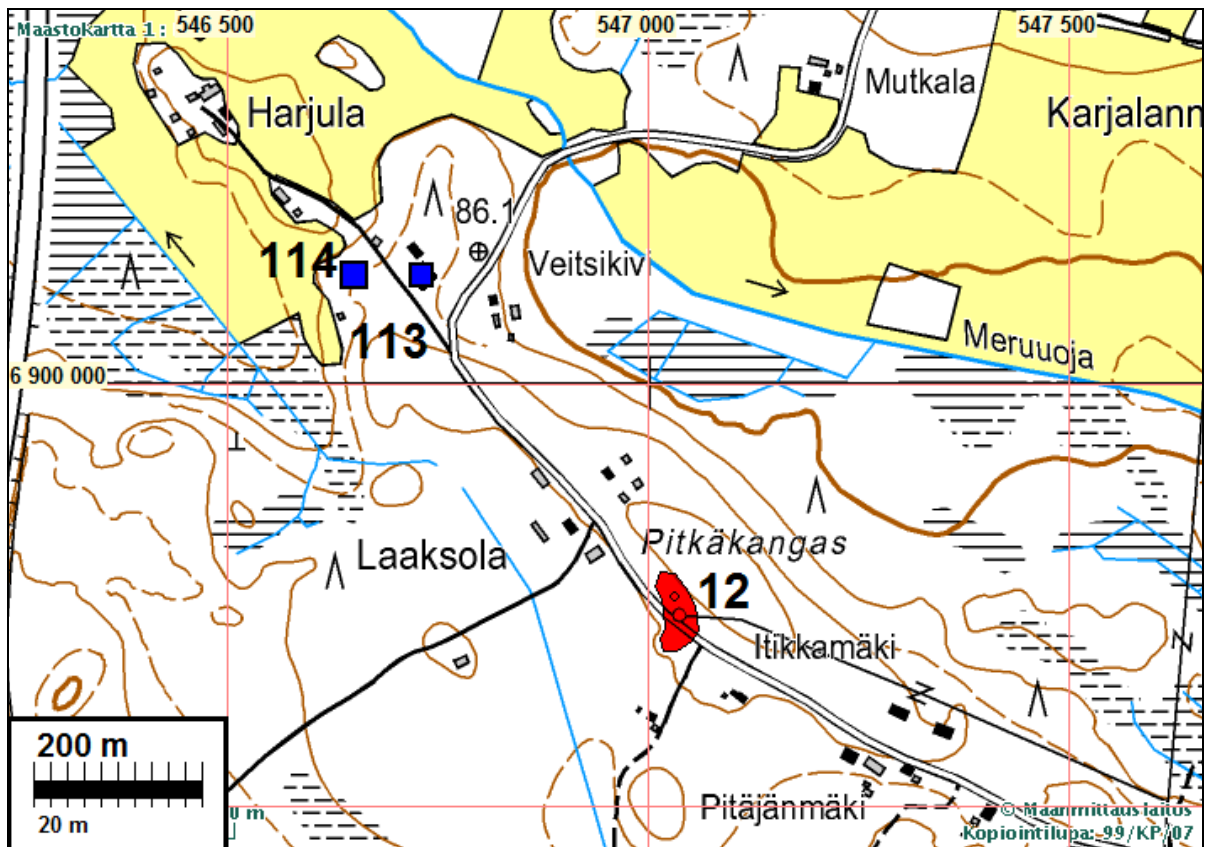 Maastokartta 1 :
546 500
547 000
547 500
Mutkala
Harjula
Karjalann
86.1
114
Veitsikivi
113
Meruuoja
6 900 000
Pitkäkangas
Laaksola
12
Itikkamäki
200 m
20 m
0 m
Pitäjänmäki
© Maanmittauslaitos
Kopiointilupa: 99/KP/07